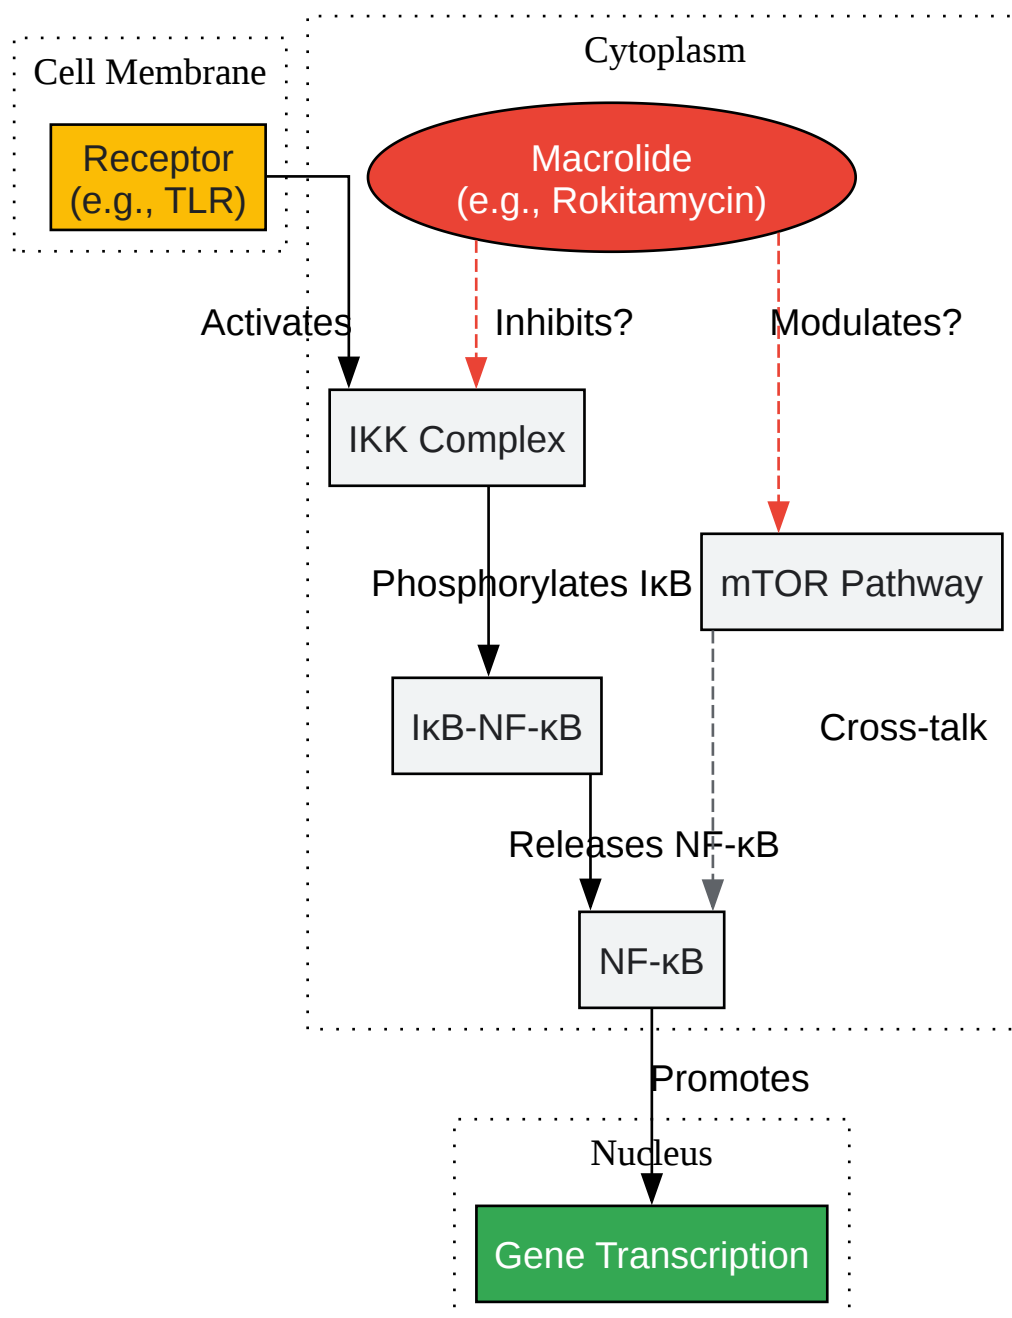 Cytoplasm
Cell Membrane
Receptor
(e.g., TLR)
Macrolide
(e.g., Rokitamycin)
Activates
Inhibits?
Modulates?
IKK Complex
Phosphorylates IκB
mTOR Pathway
IκB-NF-κB
Cross-talk
Releases NF-κB
NF-κB
Promotes
Nucleus
Gene Transcription